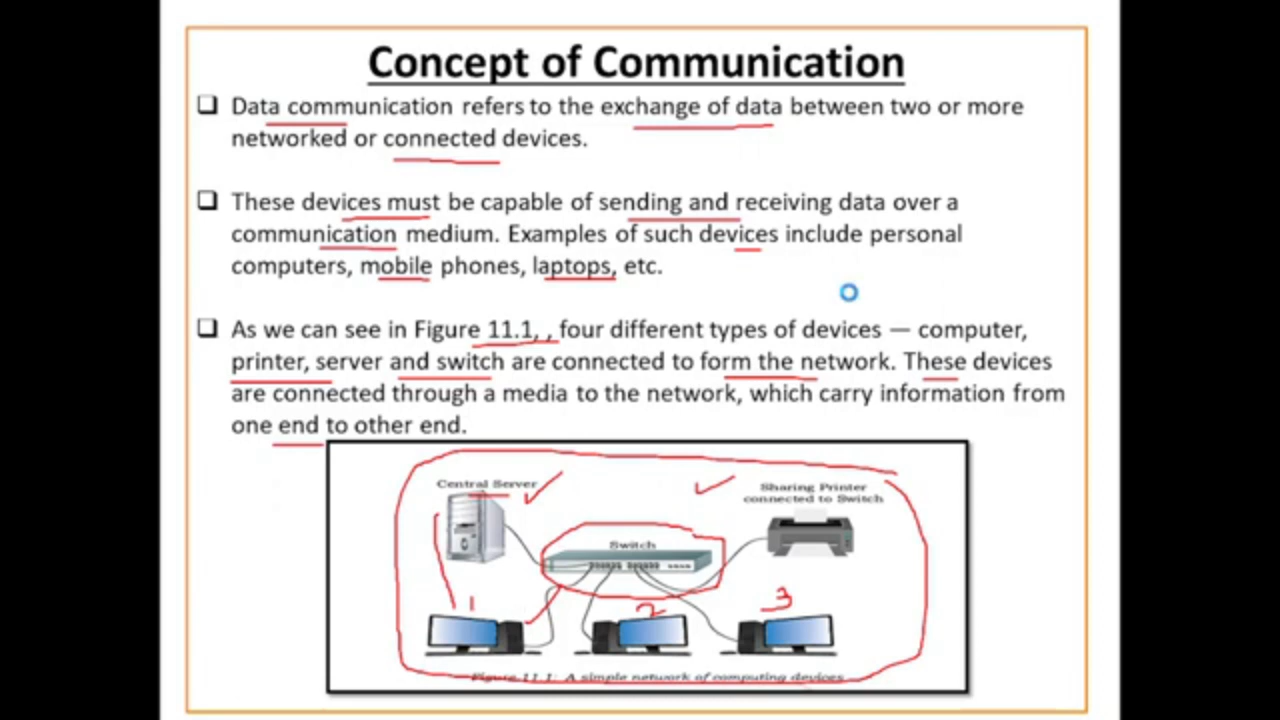 Concept of Communication
❑ Data communication refers to the exchange of data between two or more
networked or connected devices.
❑ These devices must be capable of sending and receiving data over a
communication medium. Examples of such devices include personal
computers, mobile phones, laptops, etc.
❑ As we can see in Figure 11.1, , four different types of devices — computer,
printer, server and switch are connected to form the network. These devices
are connected through a media to the network, which carry information from
one end to other end.
Central Server
Sharing Printer
connected to Switch
Switch
1 2 3
Figure 11.1: A simple network of computing devices